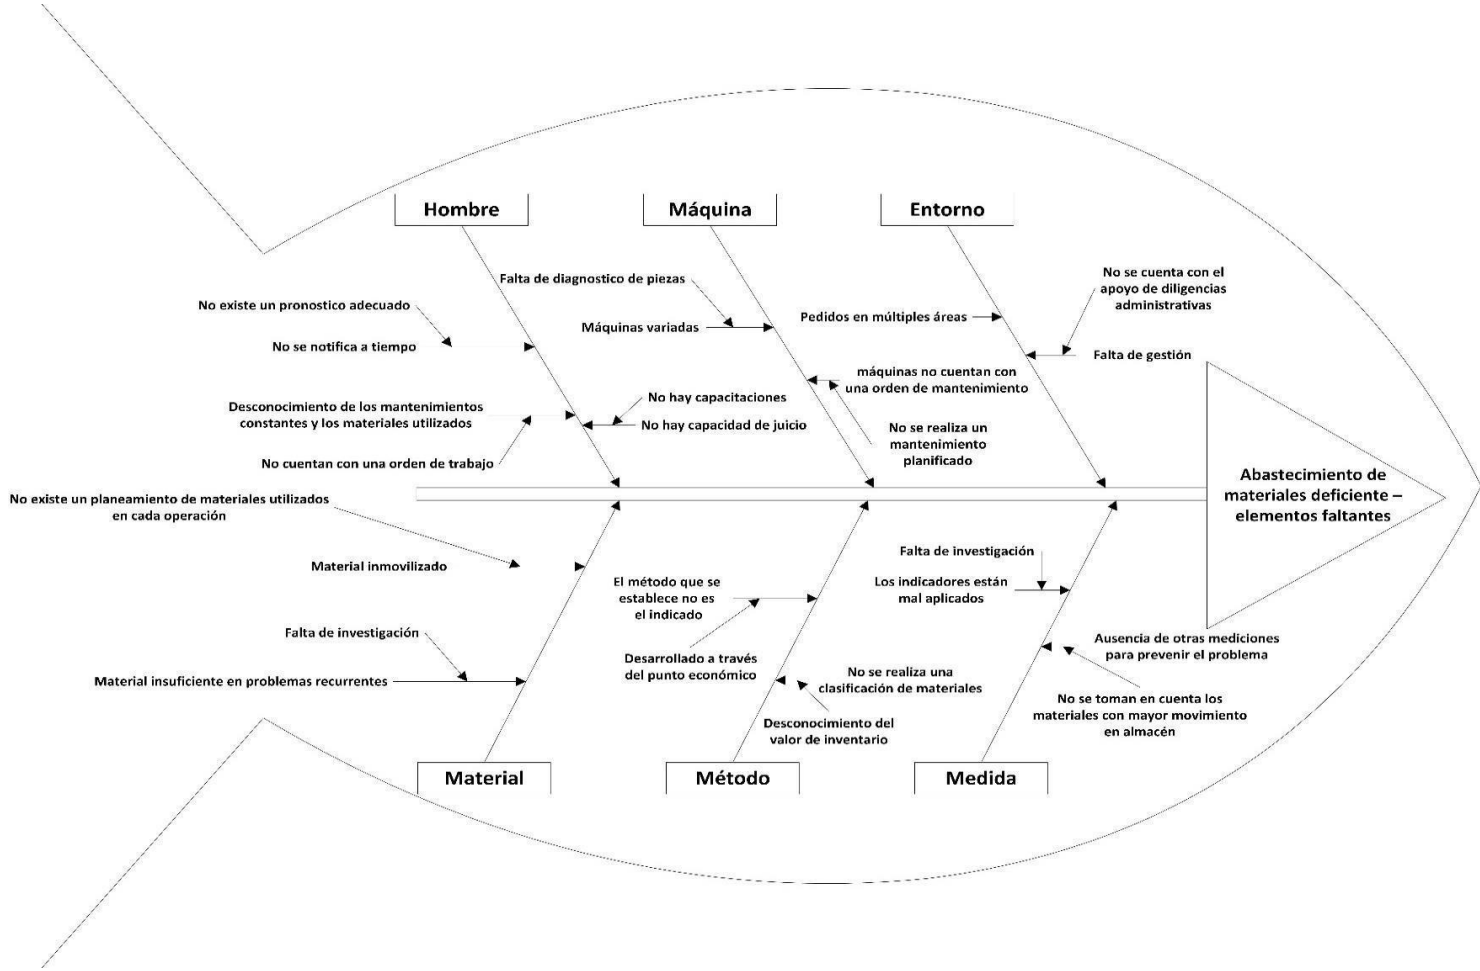 Hombre
Máquina
Entorno
Falta de diagnostico de piezas
No se cuenta con el
apoyo de diligencias
administrativas
No existe un pronostico adecuado
Máquinas variadas
Pedidos en múltiples áreas
No se notifica a tiempo
Falta de gestión
máquinas no cuentan con
una orden de mantenimiento
No hay capacitaciones
Desconocimiento de los mantenimientos
constantes y los materiales utilizados
No hay capacidad de juicio
No se realiza un
mantenimiento
planificado
No cuentan con una orden de trabajo
Abastecimiento de
materiales deficiente –
elementos faltantes
No existe un planeamiento de materiales utilizados
en cada operación
Material inmovilizado
Falta de investigación
El método que se
establece no es
el indicado
Los indicadores están
mal aplicados
Falta de investigación
Ausencia de otras mediciones
para prevenir el problema
Desarrollado a través
del punto económico
No se realiza una
clasificación de materiales
Material insuficiente en problemas recurrentes
No se toman en cuenta los
materiales con mayor movimiento
en almacén
Desconocimiento del
valor de inventario
Material
Método
Medida